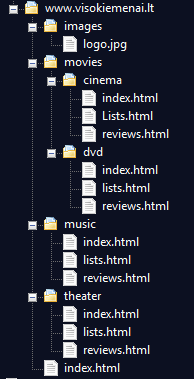 www.visokiemenai.lt
images
logo.jpg
movies
cinema
index.html
Lists.html
reviews.html
dvd
index.html
lists.html
reviews.html
music
index.html
lists.html
reviews.html
theater
index.html
lists.html
reviews.html
index.html